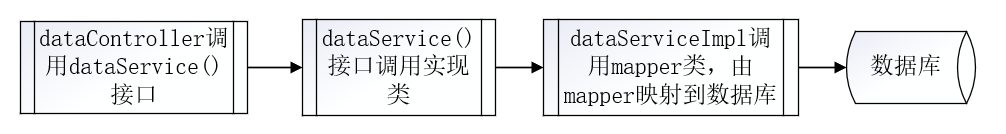 dataController调
用dataService()
接口
dataService()
接口调用实现
类
dataServiceImpl调
用mapper类，由
mapper映射到数据库
数据库